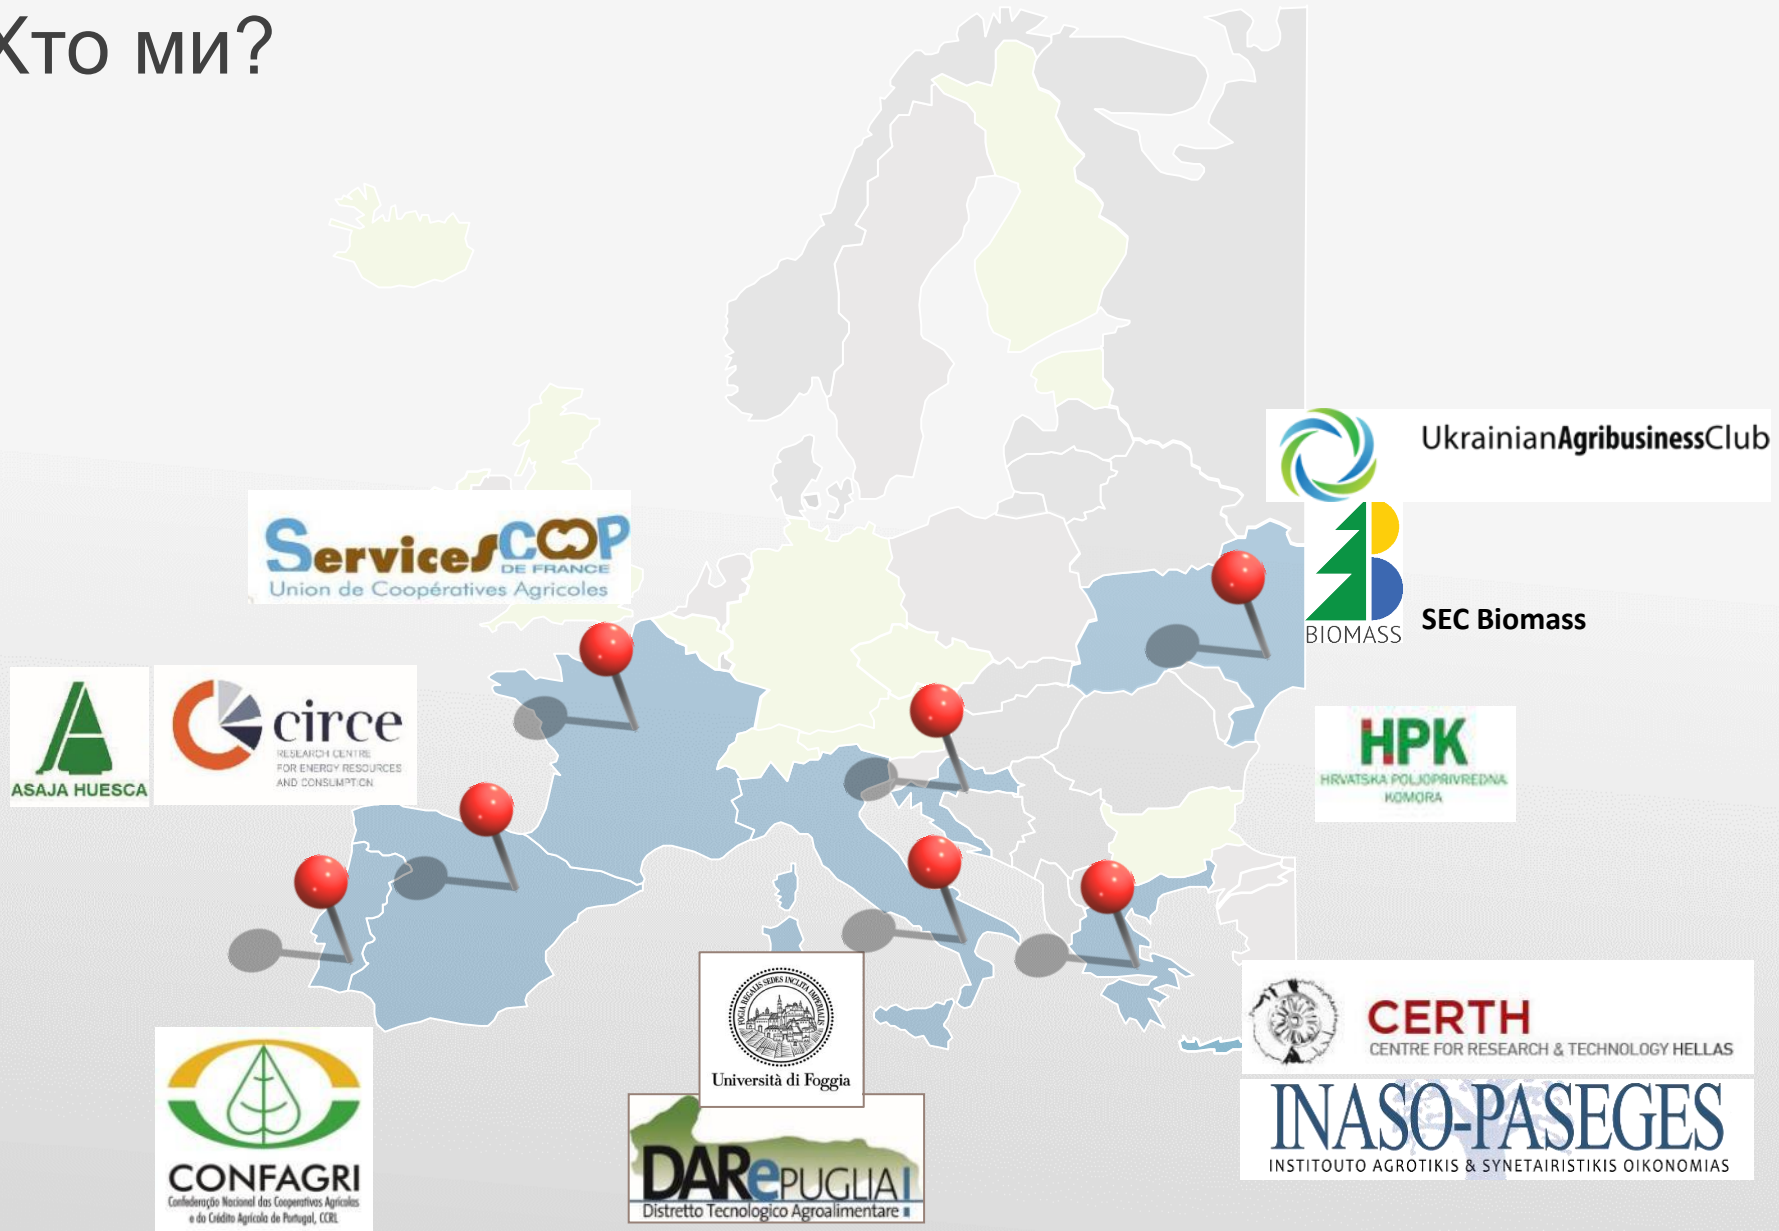 Хто ми?
UkrainianAgribusinessClub
ServicesCOOP
DE FRANCE
Union de Coopératives Agricoles
BIOMASS
SEC Biomass
ASAJA HUESCA
circe
RESEARCH CENTRE
FOR ENERGY RESOURCES
AND CONSUMPTION
HPK
HRVATSKA POLJOPRIVREDNA
KOMORA
Università di Foggia
CERTH
CENTRE FOR RESEARCH & TECHNOLOGY HELLAS
INASO-PASEGES
INSTITOUTO AGROTIKIS & SYNETAIRISTIKIS OIKONOMIAS
CONFAGRI
Confederação Nacional das Cooperativas Agrícolas
e do Crédito Agrícola de Portugal, CCRL
DARePUGLIA
Distretto Tecnologico Agroalimentare